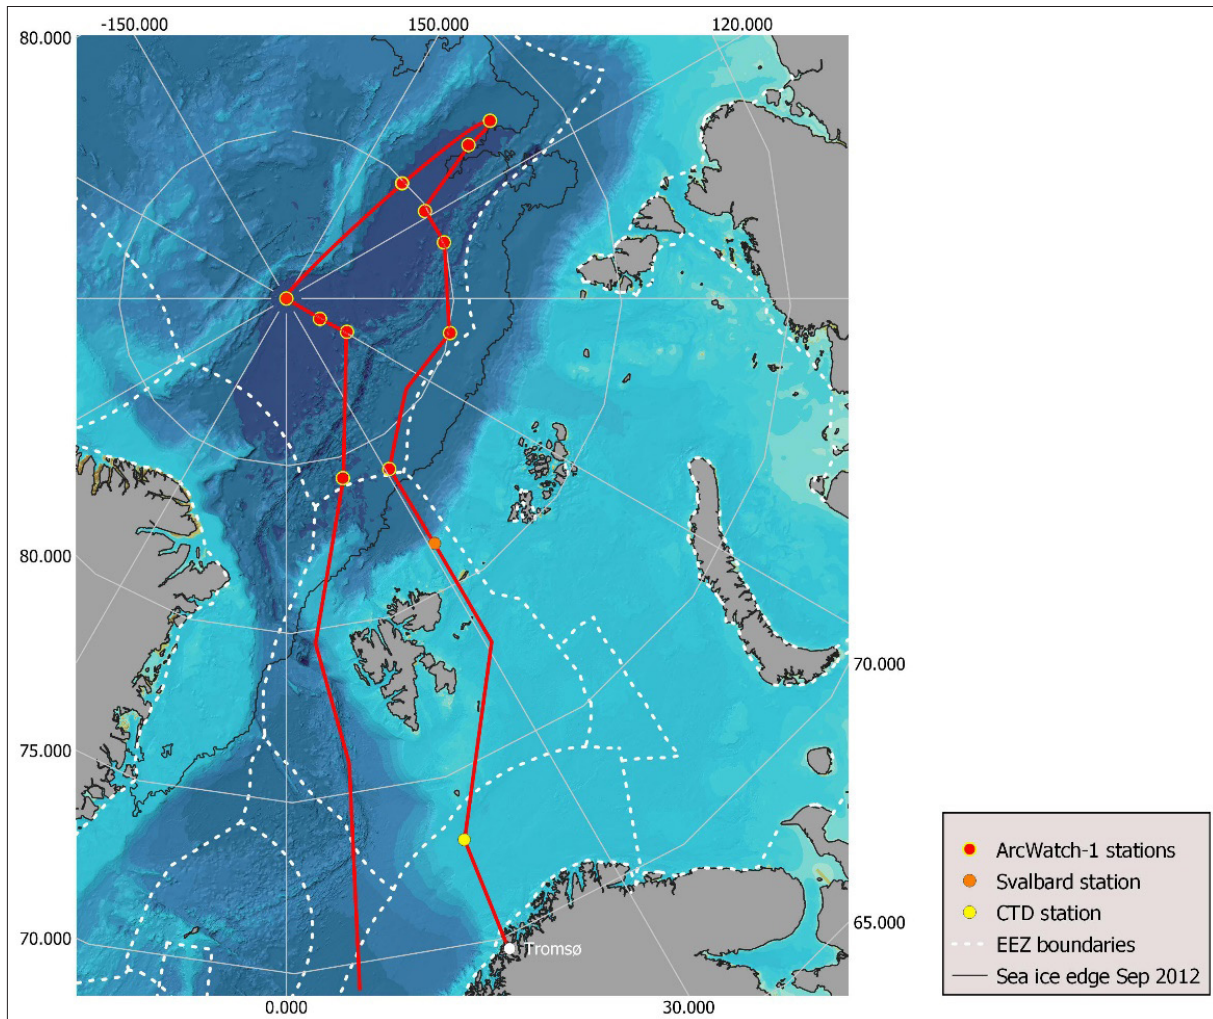 -150.000
150.000
120.000
80.000
80.000
70.000
75.000
70.000
65.000
Tromsø
0.000
30.000
ArcWatch-1 stations
Svalbard station
CTD station
EEZ boundaries
Sea ice edge Sep 2012